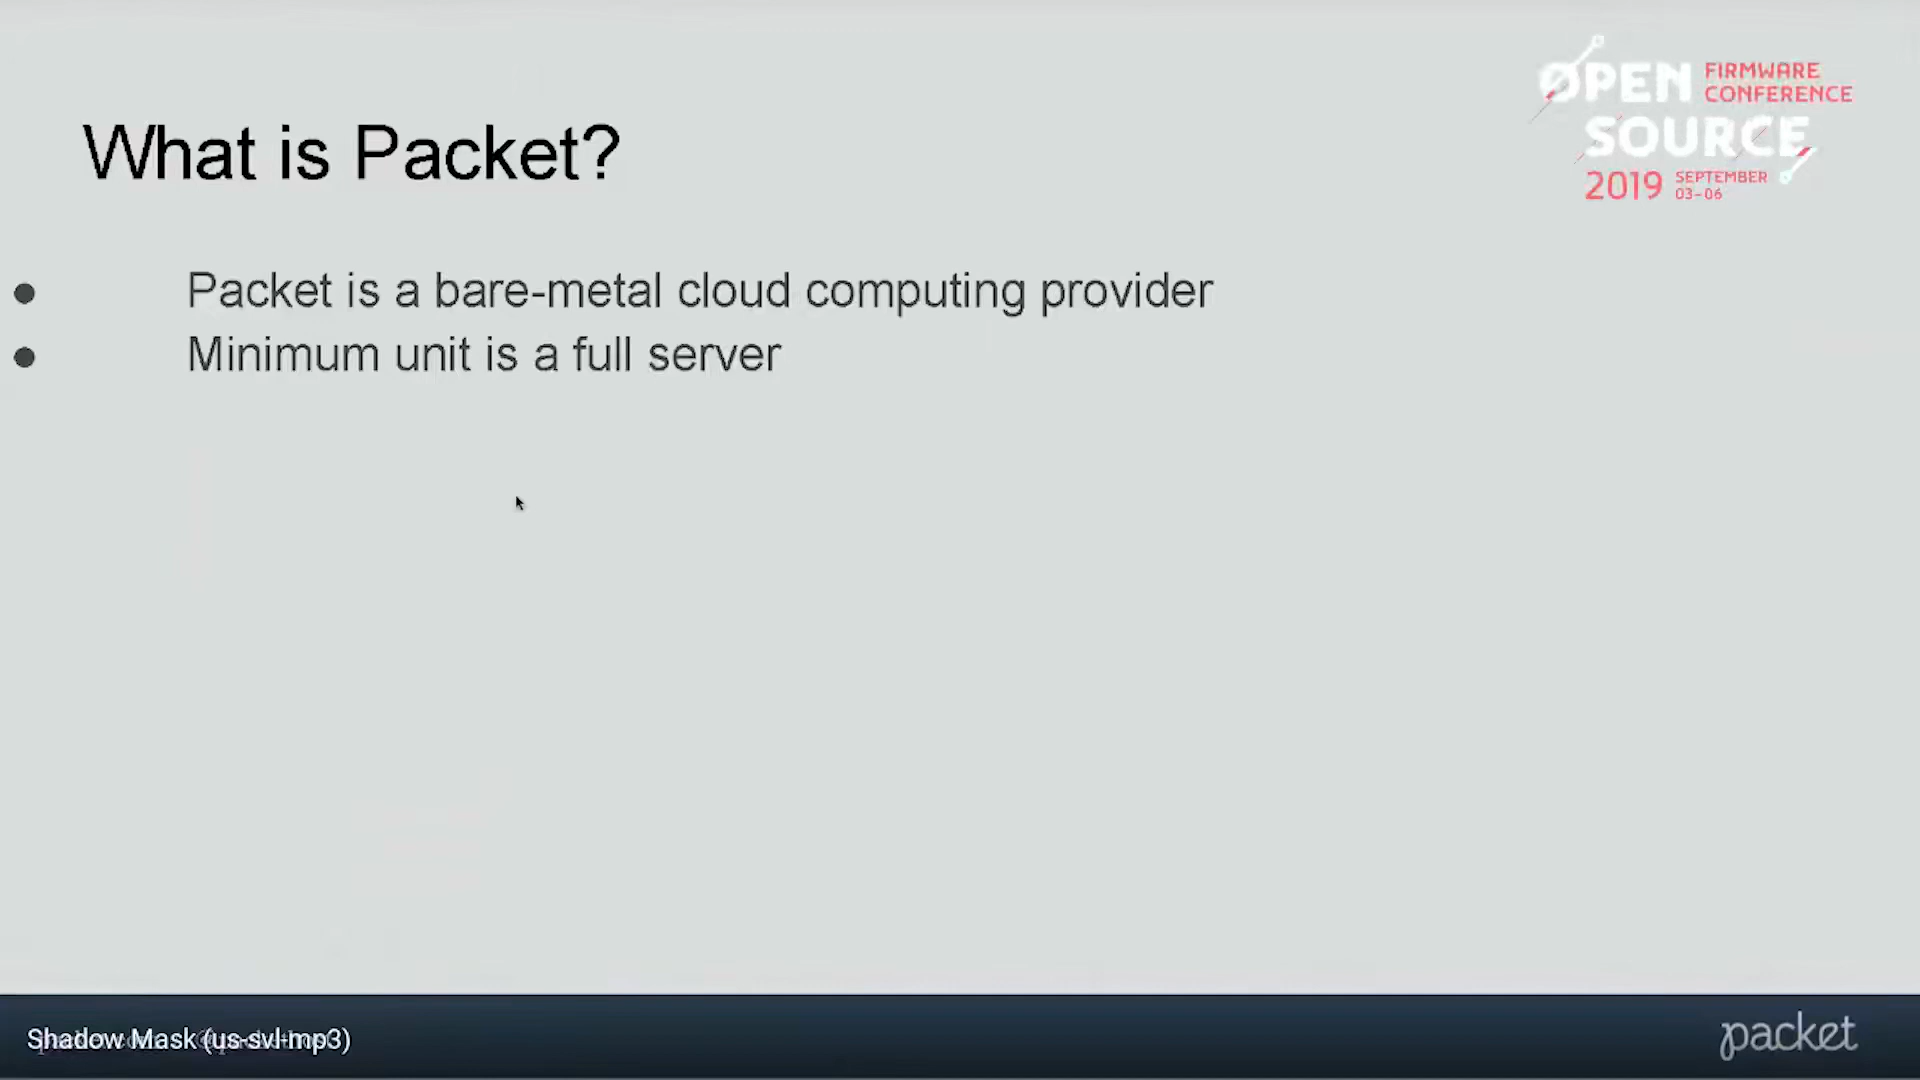 ØPEN FIRMWARE
CONFERENCE
SOURCE
2019 SEPTEMBER
03-06
What is Packet?
● Packet is a bare-metal cloud computing provider
● Minimum unit is a full server
Shadow Mask (us-svl-mp3)
packet